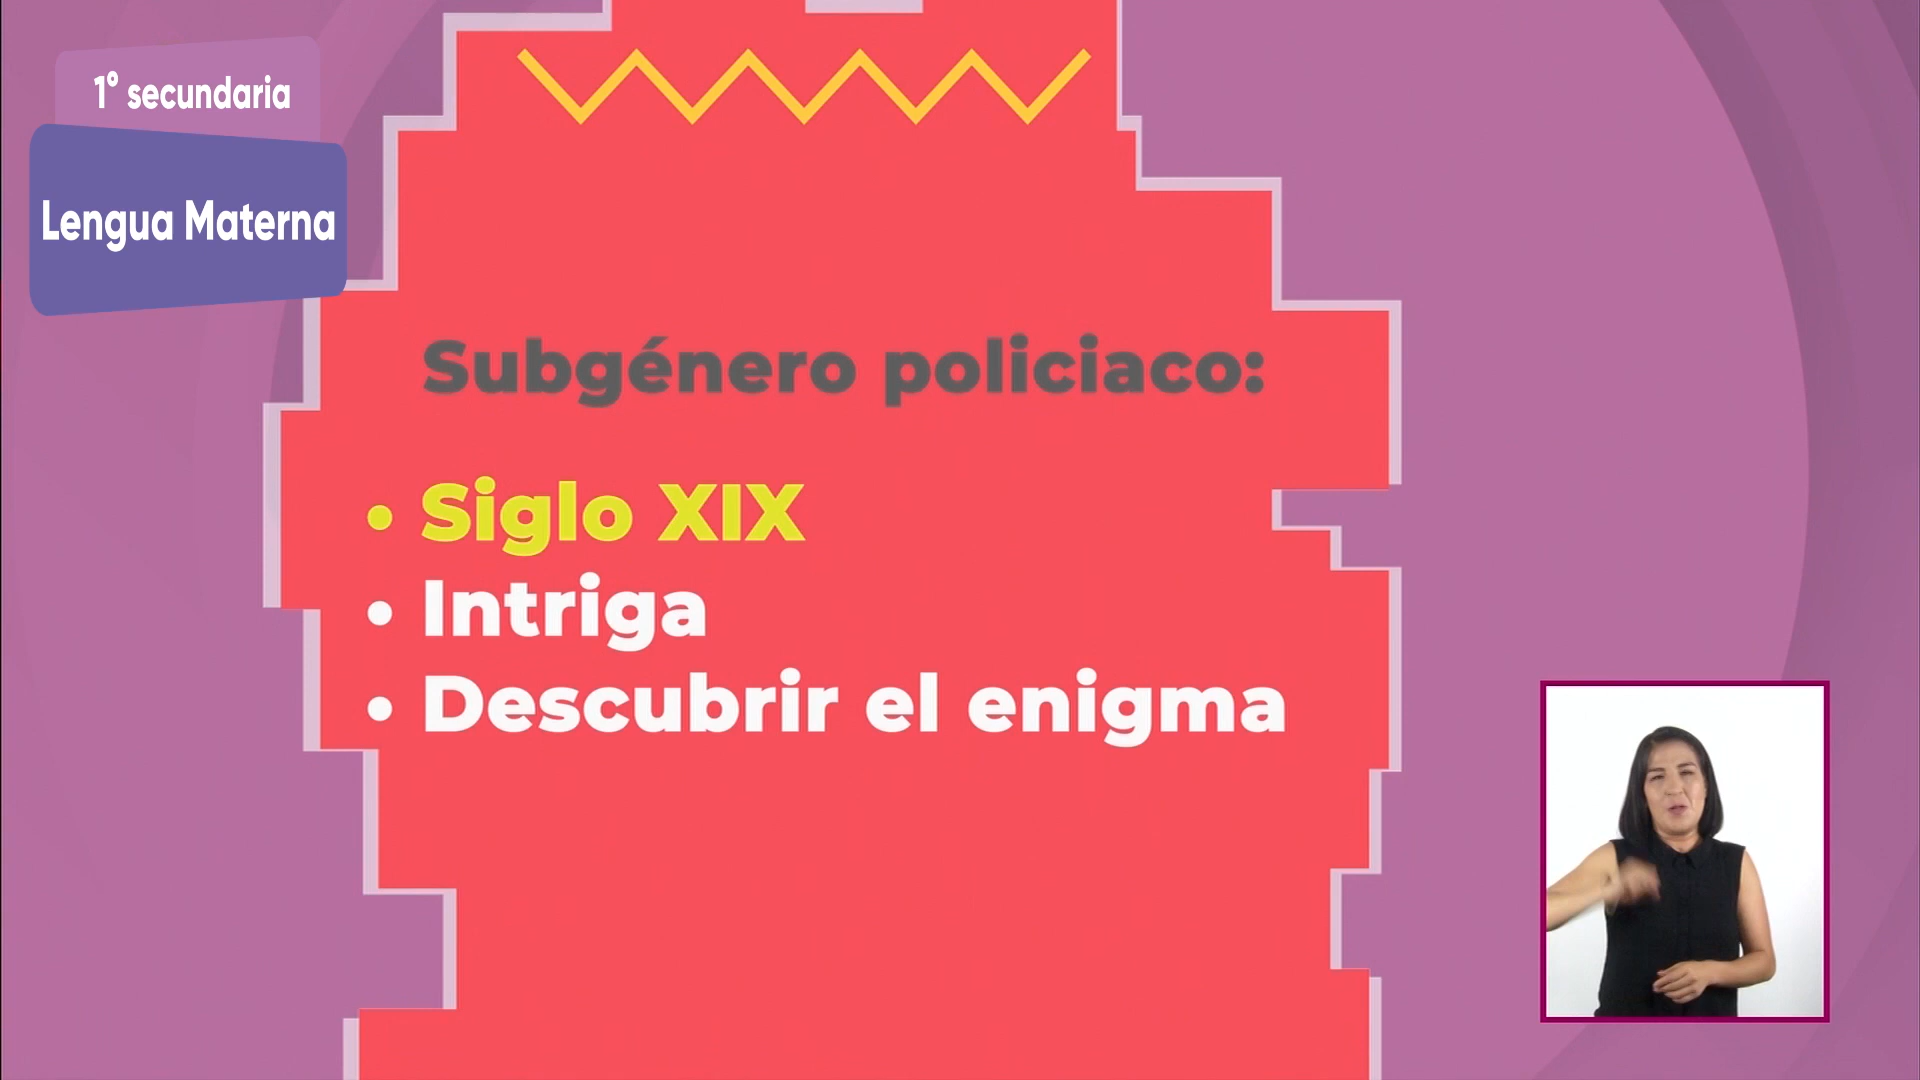 1° secundaria
Lengua Materna
Subgénero policiaco:
• Siglo XIX
• Intriga
• Descubrir el enigma